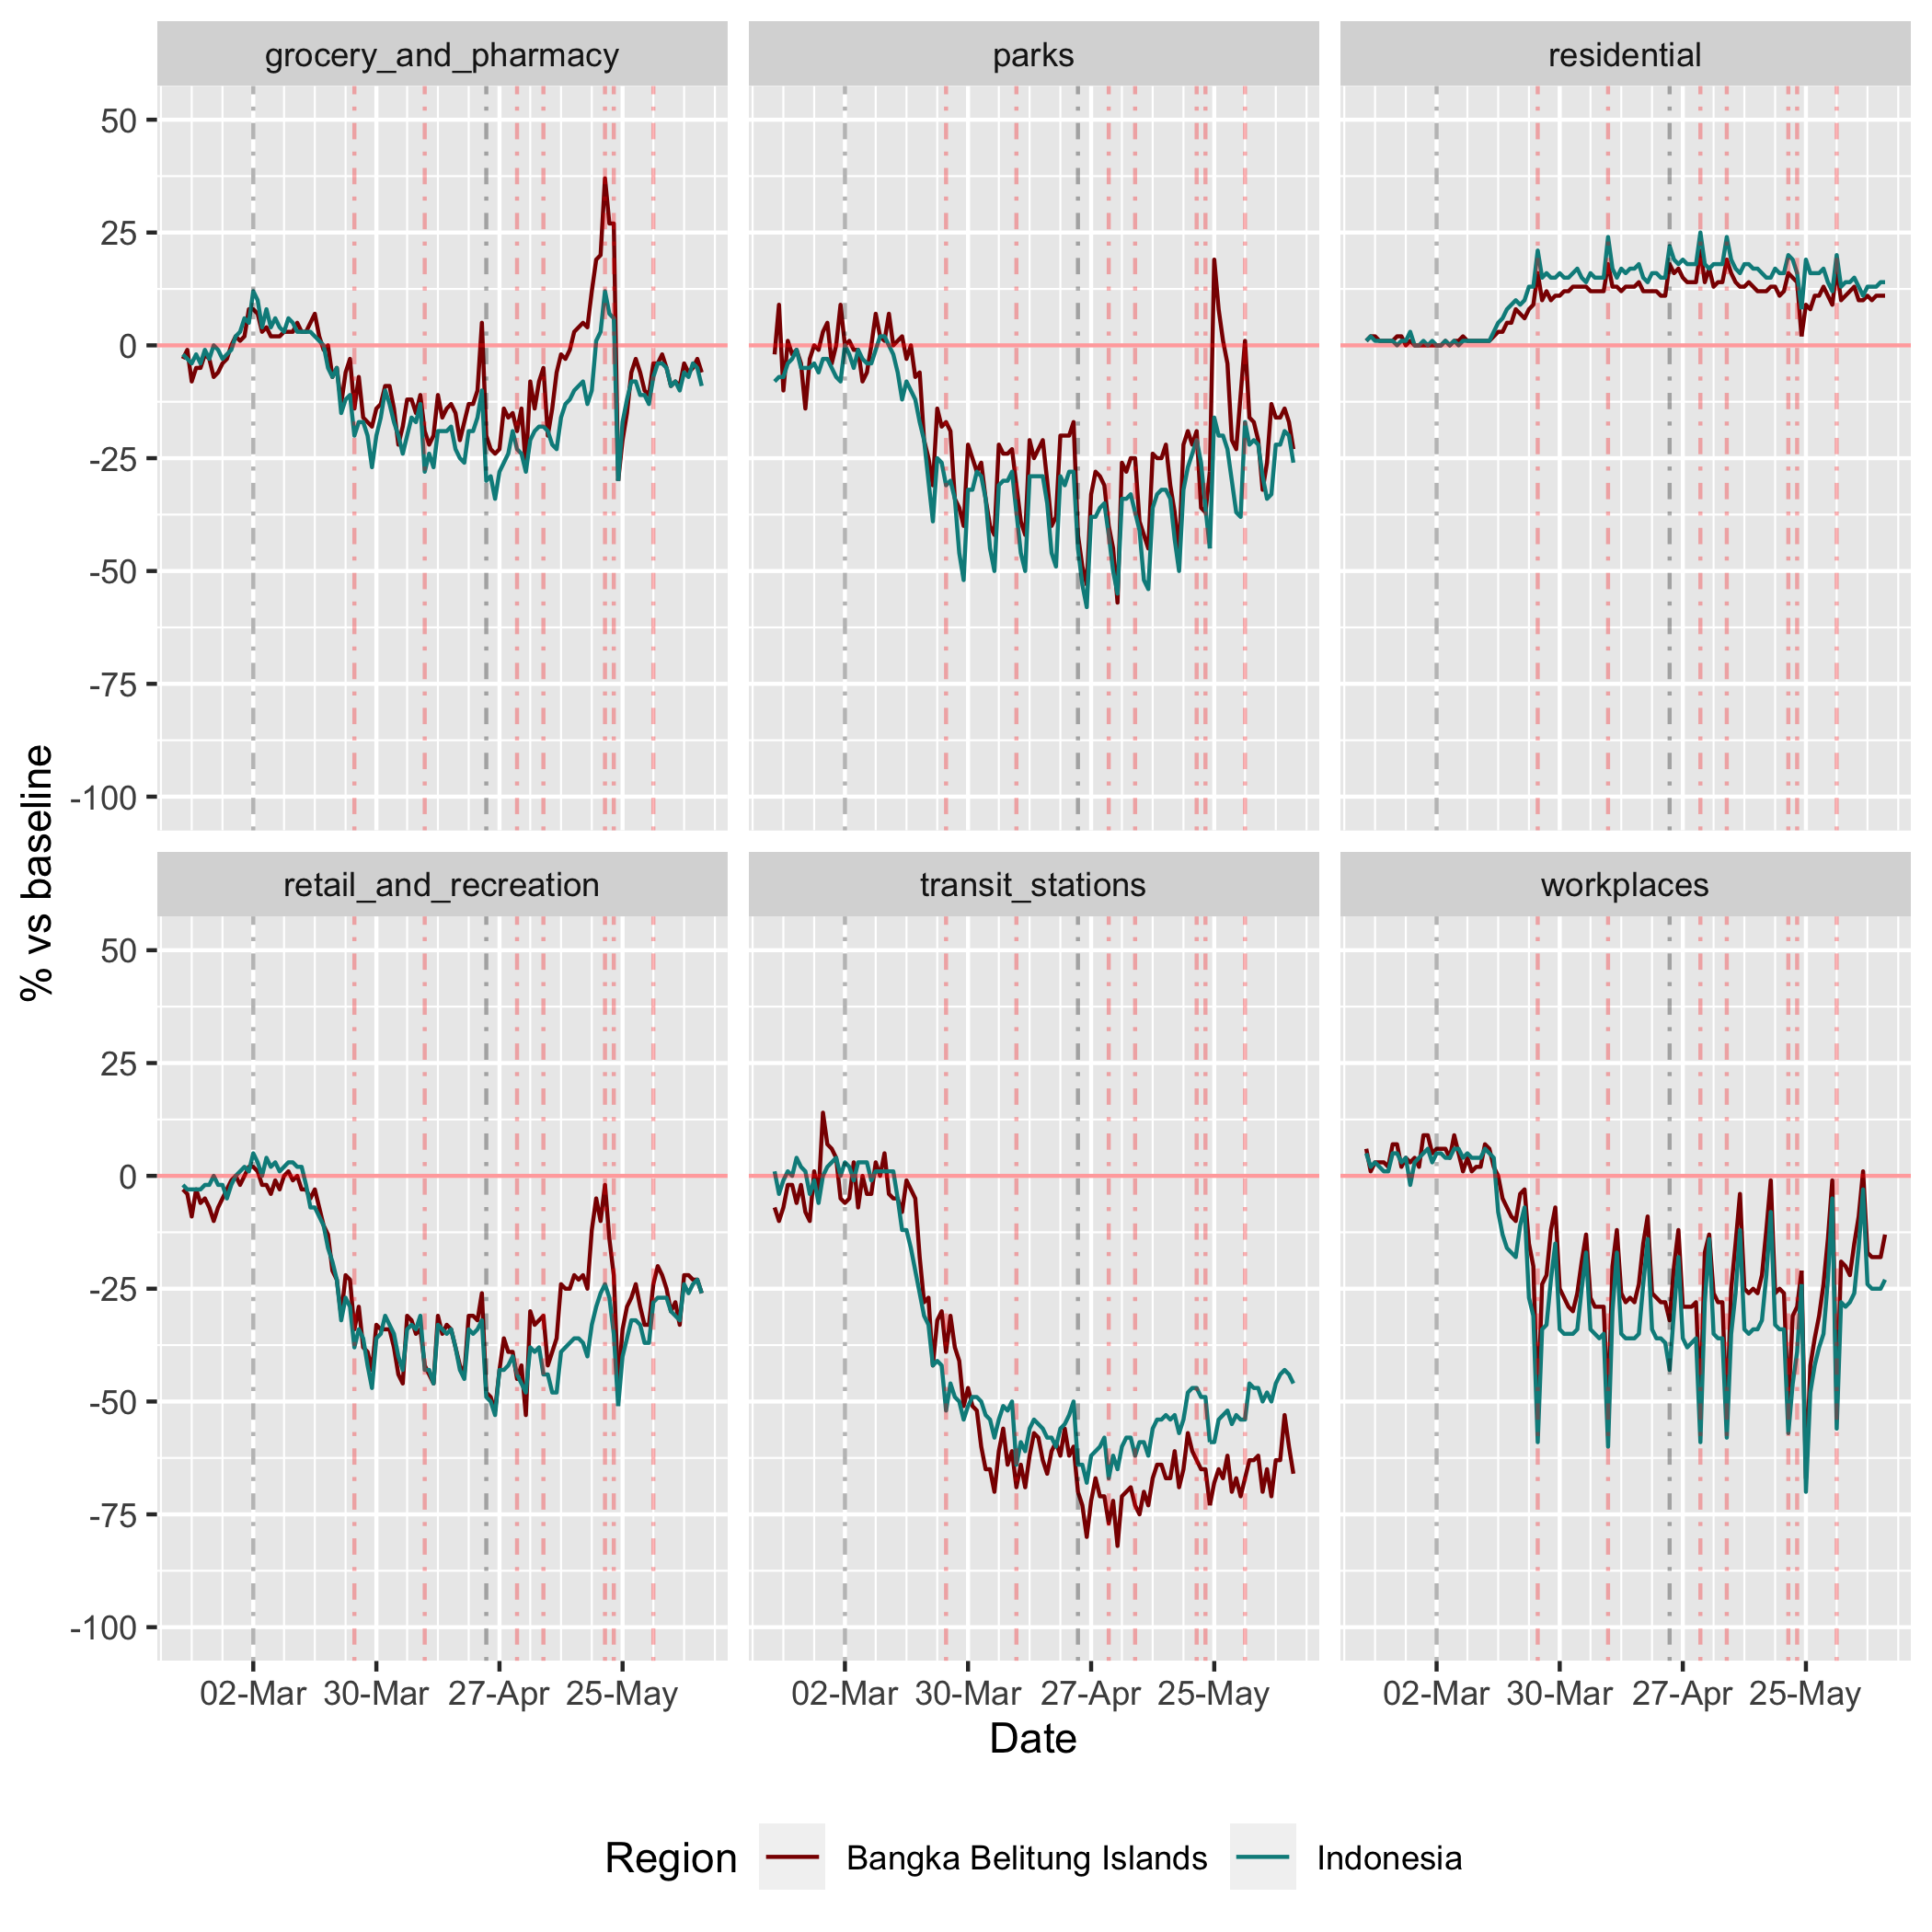 grocery_and_pharmacy
parks
residential
50
25
0
-25
-50
-75
-100
% vs baseline
retail_and_recreation
transit_stations
workplaces
50
25
0
-25
-50
-75
-100
02-Mar 30-Mar 27-Apr 25-May
02-Mar 30-Mar 27-Apr 25-May
02-Mar 30-Mar 27-Apr 25-May
Date
Region Bangka Belitung Islands Indonesia